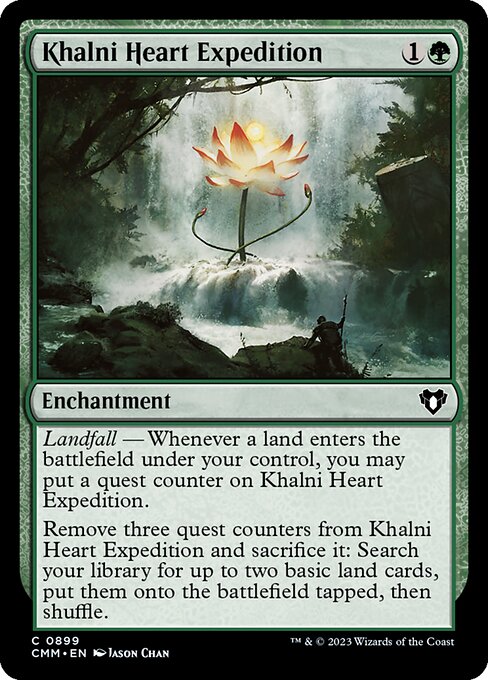 Khalni Heart Expedition 1
Enchantment
Landfall — Whenever a land enters the
battlefield under your control, you may
put a quest counter on Khalni Heart
Expedition.
Remove three quest counters from Khalni
Heart Expedition and sacrifice it: Search
your library for up to two basic land cards,
put them onto the battlefield tapped, then
shuffle.
C 0899
CMM • EN Jason Chan
™ & © 2023 Wizards of the Coast